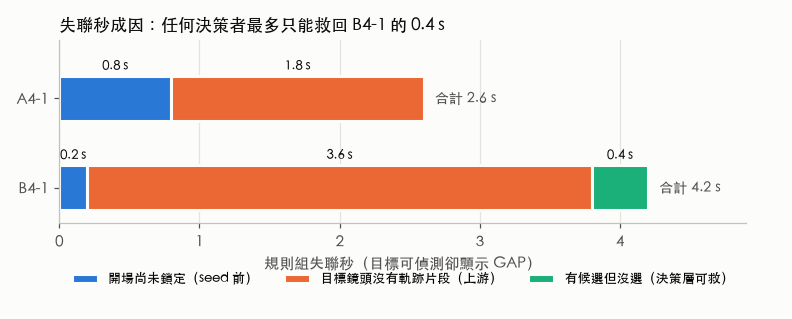 失聯秒成因：任何決策者最多只能救回 B4-1 的 0.4 s
0.8 s
1.8 s
A4-1
合計 2.6 s
0.2 s
3.6 s
0.4 s
B4-1
合計 4.2 s
0
1
2
3
4
規則組失聯秒（目標可偵測卻顯示 GAP）
開場尚未鎖定（seed 前）
目標鏡頭沒有軌跡片段（上游）
有候選但沒選（決策層可救）